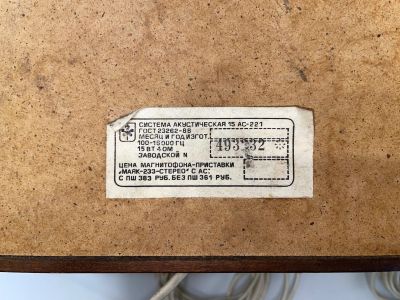 СИСТЕМА АКУСТИЧЕСКАЯ 15 АС-221
ГОСТ 23262-88
МЕСЯЦ И ГОД ИЗГОТ.
100-16000 ГЦ
15 ВТ 4 ОМ
ЗАВОДСКОЙ N
ЦЕНА МАГНИТОФОНА-ПРИСТАВКИ
„МАЯК-233-СТЕРЕО" С АС:
С ПШ 383 РУБ. БЕЗ ПШ 361 РУБ.